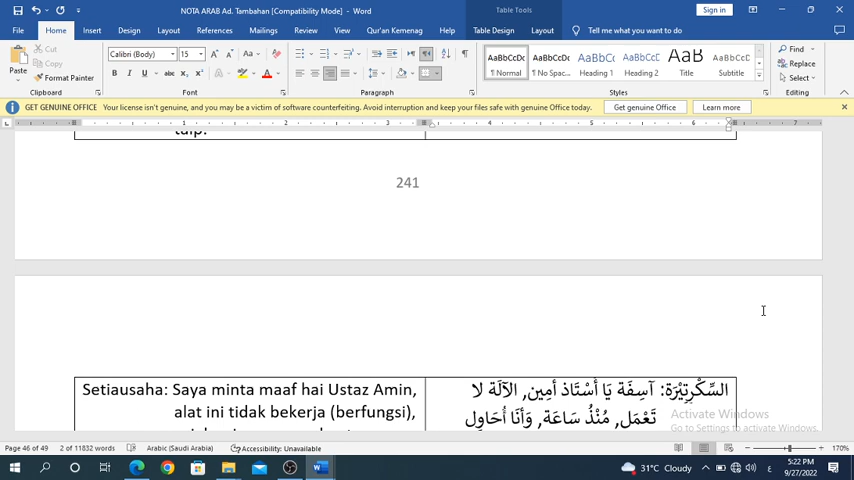 NOTA ARAB Ad. Tambahan [Compatibility Mode] - Word
Table Tools
Sign in
File Home Insert Design Layout References Mailings Review View Qur'an Kemenag Help Table Design Layout Tell me what you want to do
Cut
Copy
Format Painter
Paste
Calibri (Body) 15
AaBbCcDc AaBbCcDc AaBbCc AaBbCcC AaB AaBbCcC
¶ Normal ¶ No Spac... Heading 1 Heading 2 Title Subtitle
Find
Replace
Select
Clipboard Font Paragraph Styles Editing
GET GENUINE OFFICE Your license isn't genuine, and you may be a victim of software counterfeiting. Avoid interruption and keep your files safe with genuine Office today. Get genuine Office Learn more
taip.
241
Setiausaha: Saya minta maaf hai Ustaz Amin,
alat ini tidak bekerja (berfungsi),
السِّكْرِتِيْرَة: آسِفَة يَا أُسْتَاذ أَمِين, الآلَة لا
تَعْمَل, مُنْذُ سَاعَة, وَأَنَا أُحَاوِل
Activate Windows
Go to Settings to activate Windows.
Page 46 of 49 2 of 11832 words Arabic (Saudi Arabia) Accessibility: Unavailable 170%
31°C Cloudy
5:22 PM
9/27/2022